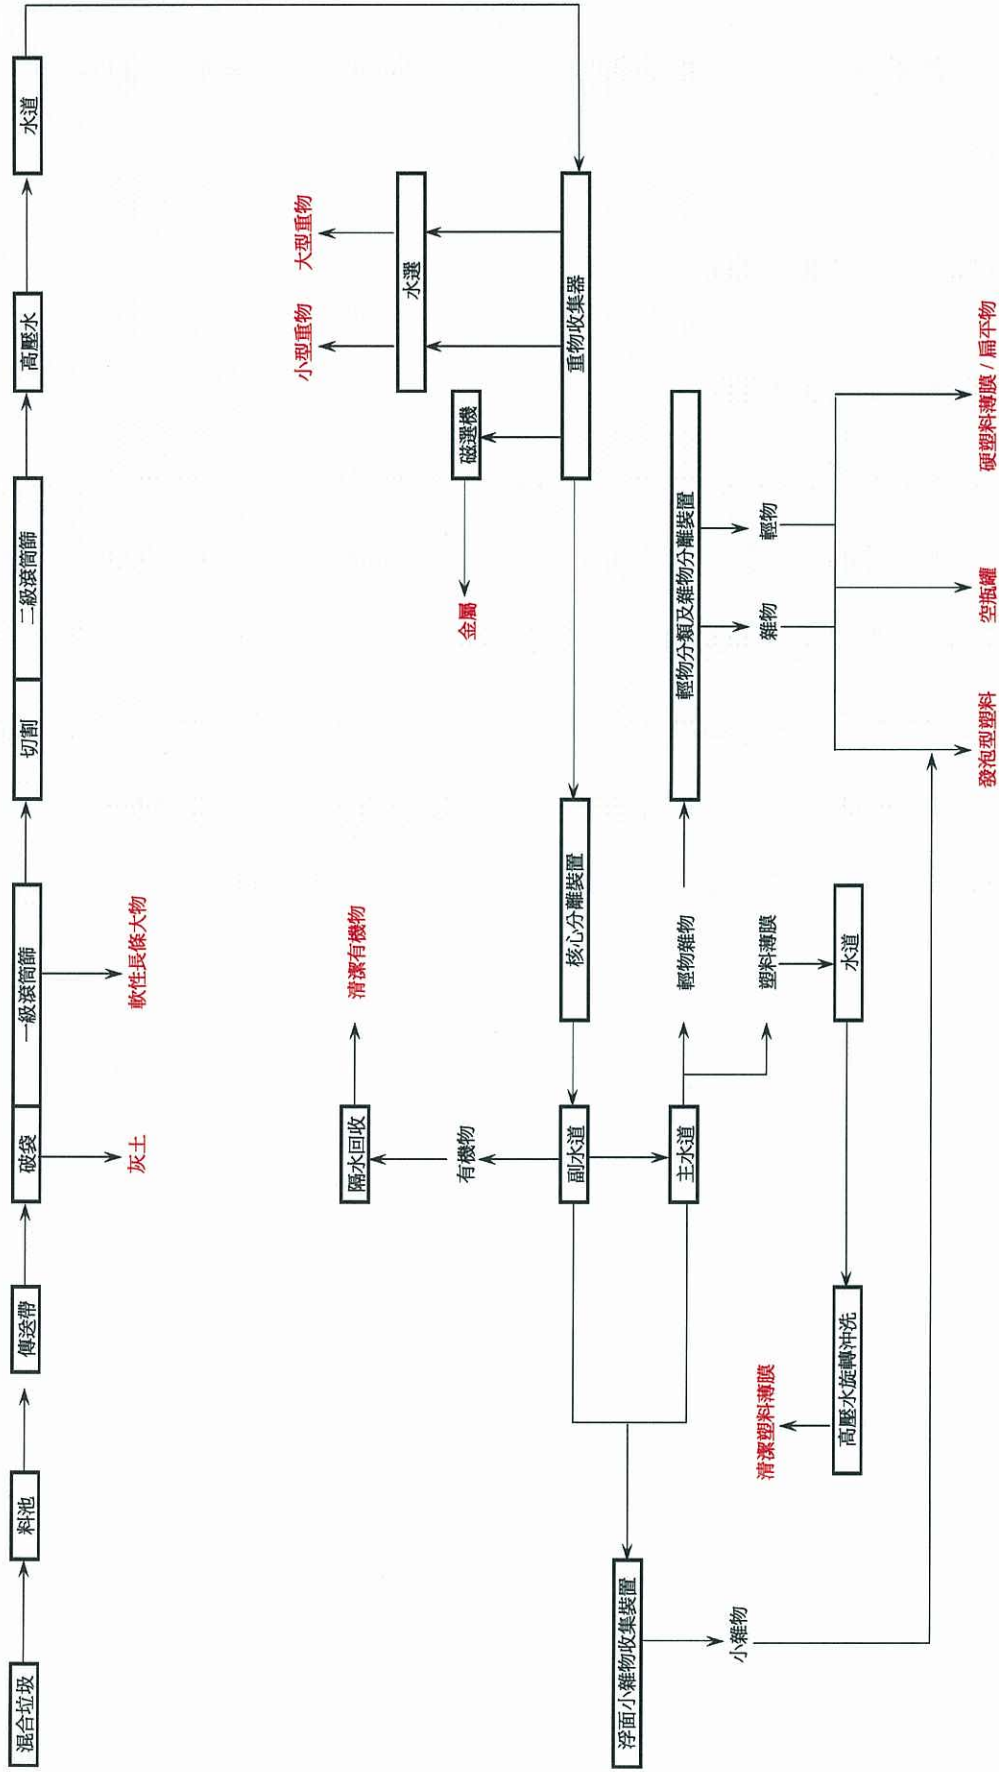 混合垃圾
料池
傳送帶
破袋
一級滾筒篩
切割
二級滾筒篩
高壓水
水道
灰土
軟性長條大物
小型重物
大型重物
清潔有機物
隔水回收
水選
有機物
金屬
磁選機
副水道
核心分離裝置
重物收集器
浮面小雜物收集裝置
主水道
輕物雜物
輕物分類及雜物分離裝置
小雜物
清潔塑料薄膜
塑料薄膜
雜物
輕物
高壓水旋轉沖洗
水道
發泡型塑料
空瓶罐
硬塑料薄膜 / 扁平物